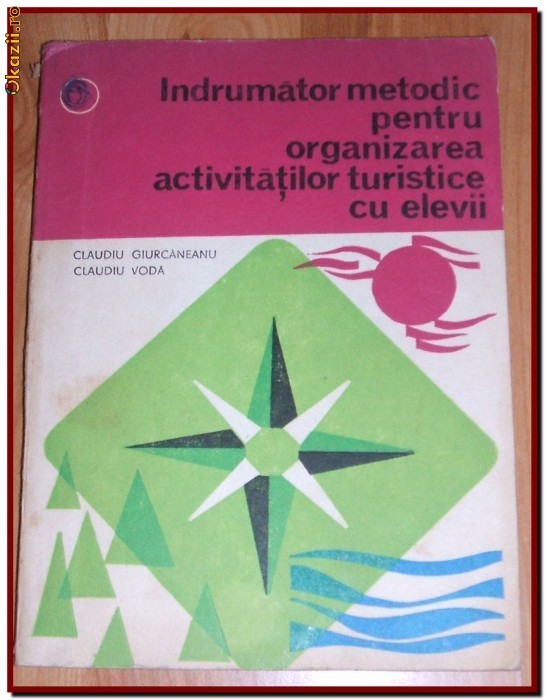 Okazii.ro
Indrumător metodic
pentru
organizarea
activităţilor turistice
cu elevii
CLAUDIU GIURCĂNEANU
CLAUDIU VODĂ